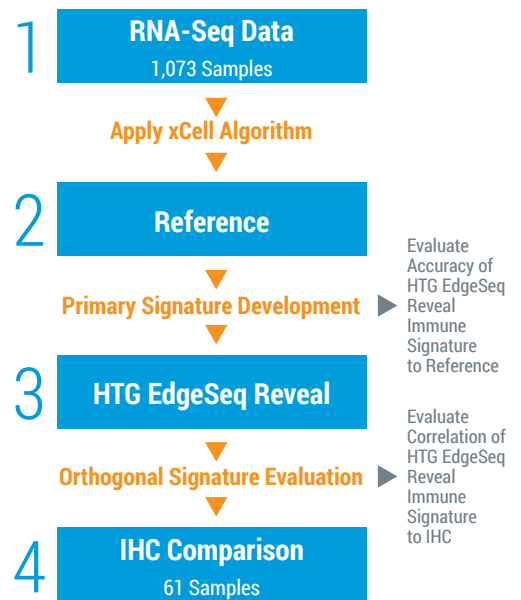 1
RNA-Seq Data
1,073 Samples
Apply xCell Algorithm
2
Reference
Primary Signature Development
Evaluate
Accuracy of
HTG EdgeSeq
Reveal
Immune
Signature
to Reference
3
HTG EdgeSeq Reveal
Orthogonal Signature Evaluation
Evaluate
Correlation of
HTG EdgeSeq
Reveal
Immune
Signature
to IHC
4
IHC Comparison
61 Samples